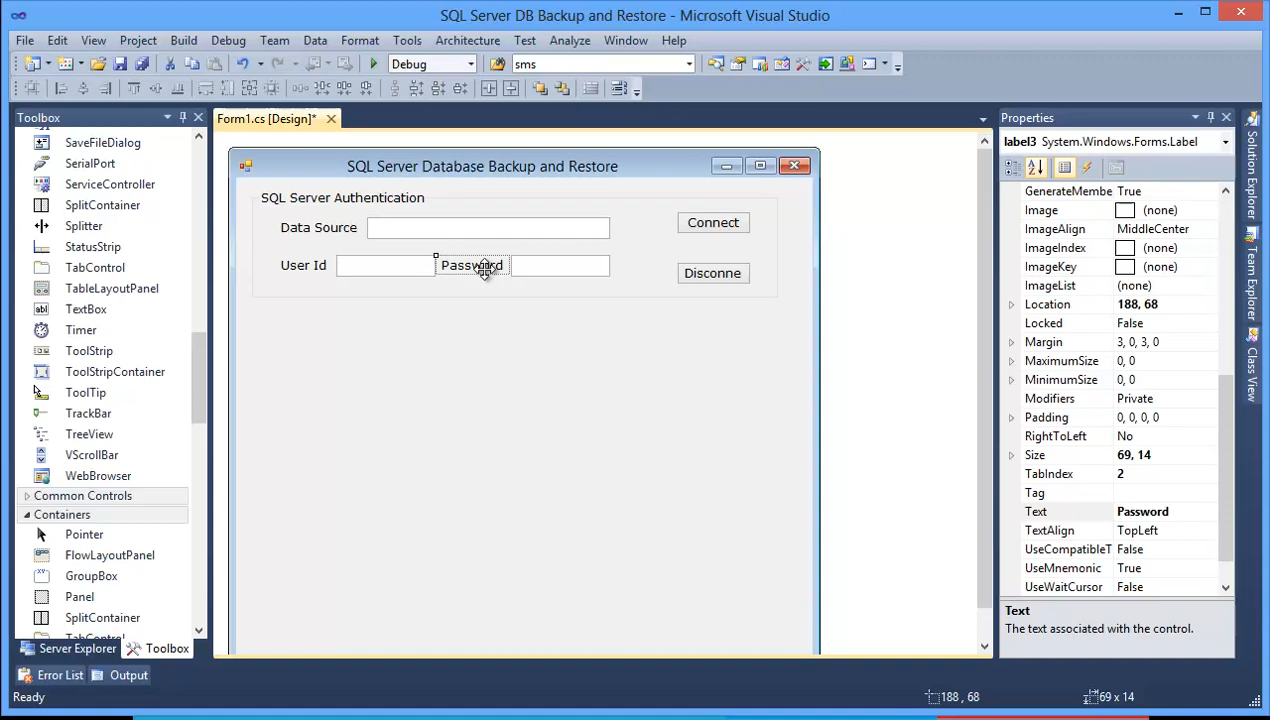 SQL Server DB Backup and Restore - Microsoft Visual Studio
File Edit View Project Build Debug Team Data Format Tools Architecture Test Analyze Window Help
Debug sms
Toolbox
SaveFileDialog
SerialPort
ServiceController
SplitContainer
Splitter
StatusStrip
TabControl
TableLayoutPanel
TextBox
Timer
ToolStrip
ToolStripContainer
ToolTip
TrackBar
TreeView
VScrollBar
WebBrowser
Common Controls
Containers
Pointer
FlowLayoutPanel
GroupBox
Panel
SplitContainer
TabControl
Server Explorer Toolbox
Form1.cs [Design]*
SQL Server Database Backup and Restore
SQL Server Authentication
Data Source
Connect
User Id Password
Disconne
Properties
label3 System.Windows.Forms.Label
GenerateMembe True
Image (none)
ImageAlign MiddleCenter
ImageIndex (none)
ImageKey (none)
ImageList (none)
Location 188, 68
Locked False
Margin 3, 0, 3, 0
MaximumSize 0, 0
MinimumSize 0, 0
Modifiers Private
Padding 0, 0, 0, 0
RightToLeft No
Size 69, 14
TabIndex 2
Tag
Text Password
TextAlign TopLeft
UseCompatibleT False
UseMnemonic True
UseWaitCursor False
Text
The text associated with the control.
Solution Explorer
Team Explorer
Class View
Error List Output
Ready 188 , 68 69 x 14